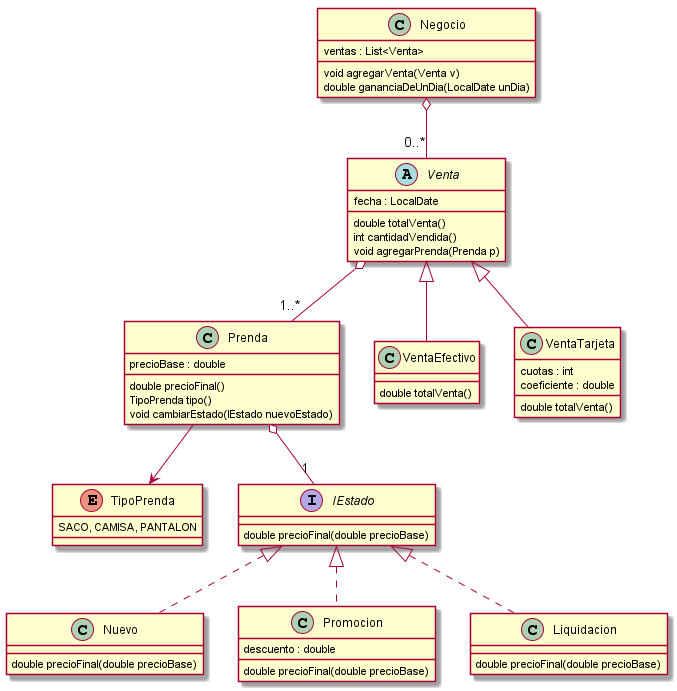 C Negocio
ventas : List<Venta>
void agregarVenta(Venta v)
double gananciaDeUnDia(LocalDate unDia)
0..*
A Venta
fecha : LocalDate
double totalVenta()
int cantidadVendida()
void agregarPrenda(Prenda p)
1..*
C Prenda
precioBase : double
double precioFinal()
TipoPrenda tipo()
void cambiarEstado(IEstado nuevoEstado)
C VentaEfectivo
double totalVenta()
C VentaTarjeta
cuotas : int
coeficiente : double
double totalVenta()
1
E TipoPrenda
SACO, CAMISA, PANTALON
I IEstado
double precioFinal(double precioBase)
C Nuevo
double precioFinal(double precioBase)
C Promocion
descuento : double
double precioFinal(double precioBase)
C Liquidacion
double precioFinal(double precioBase)